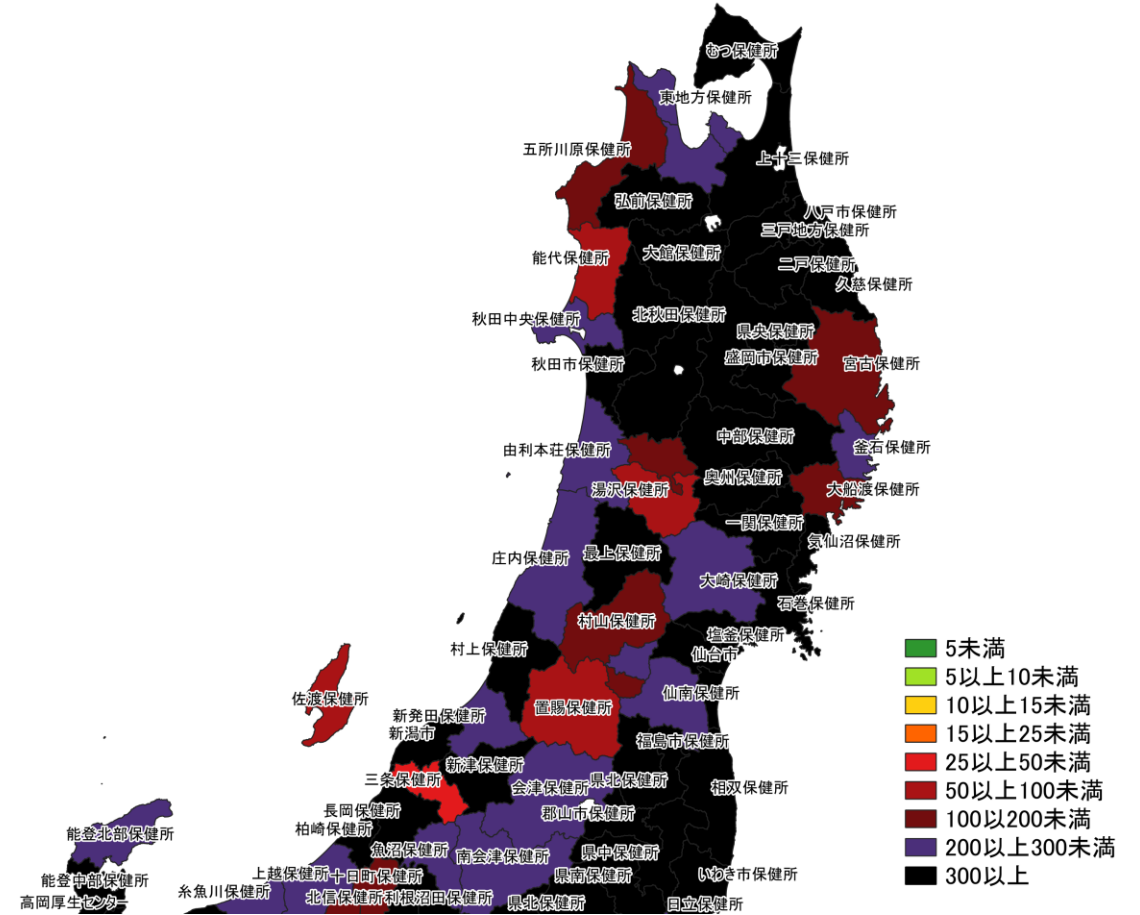 むつ保健所
東地方保健所
五所川原保健所
上十三保健所
弘前保健所
八戸市保健所
三戸地方保健所
大館保健所
能代保健所
二戸保健所
久慈保健所
北秋田保健所
秋田中央保健所
県央保健所
盛岡市保健所
秋田市保健所
宮古保健所
中部保健所
釜石保健所
由利本荘保健所
奥州保健所
湯沢保健所
大船渡保健所
一関保健所
気仙沼保健所
最上保健所
庄内保健所
大崎保健所
石巻保健所
村山保健所
塩釜保健所
村上保健所
仙台市
仙南保健所
佐渡保健所
置賜保健所
新発田保健所
新潟市
福島市保健所
新津保健所
三条保健所
会津保健所
県北保健所
相双保健所
長岡保健所
郡山市保健所
柏崎保健所
能登北部保健所
魚沼保健所
南会津保健所
県中保健所
上越保健所
十日町保健所
県南保健所
いわき市保健所
能登中部保健所
糸魚川保健所
北信保健所
利根沼田保健所
県北保健所
日立保健所
高岡厚生センター
5未満
5以上10未満
10以上15未満
15以上25未満
25以上50未満
50以上100未満
100以200未満
200以上300未満
300以上